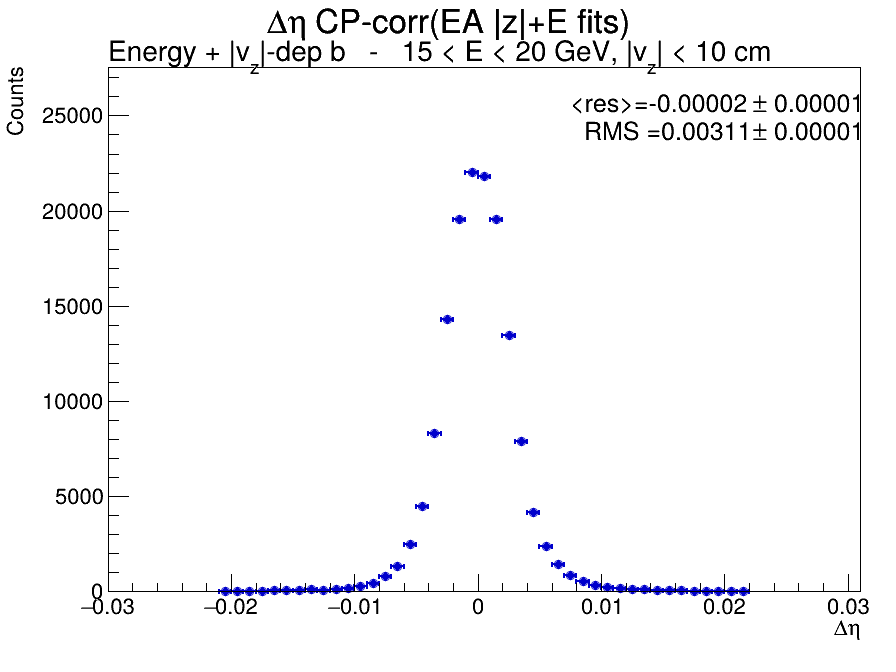 Δη CP-corr(EA |z|+E fits)
Energy + |v_z|-dep b - 15 < E < 20 GeV, |v_z| < 10 cm
Counts
<res>=-0.00002 ± 0.00001
RMS =0.00311± 0.00001
25000
20000
15000
10000
5000
0
−0.03 −0.02 −0.01 0 0.01 0.02 0.03
Δη